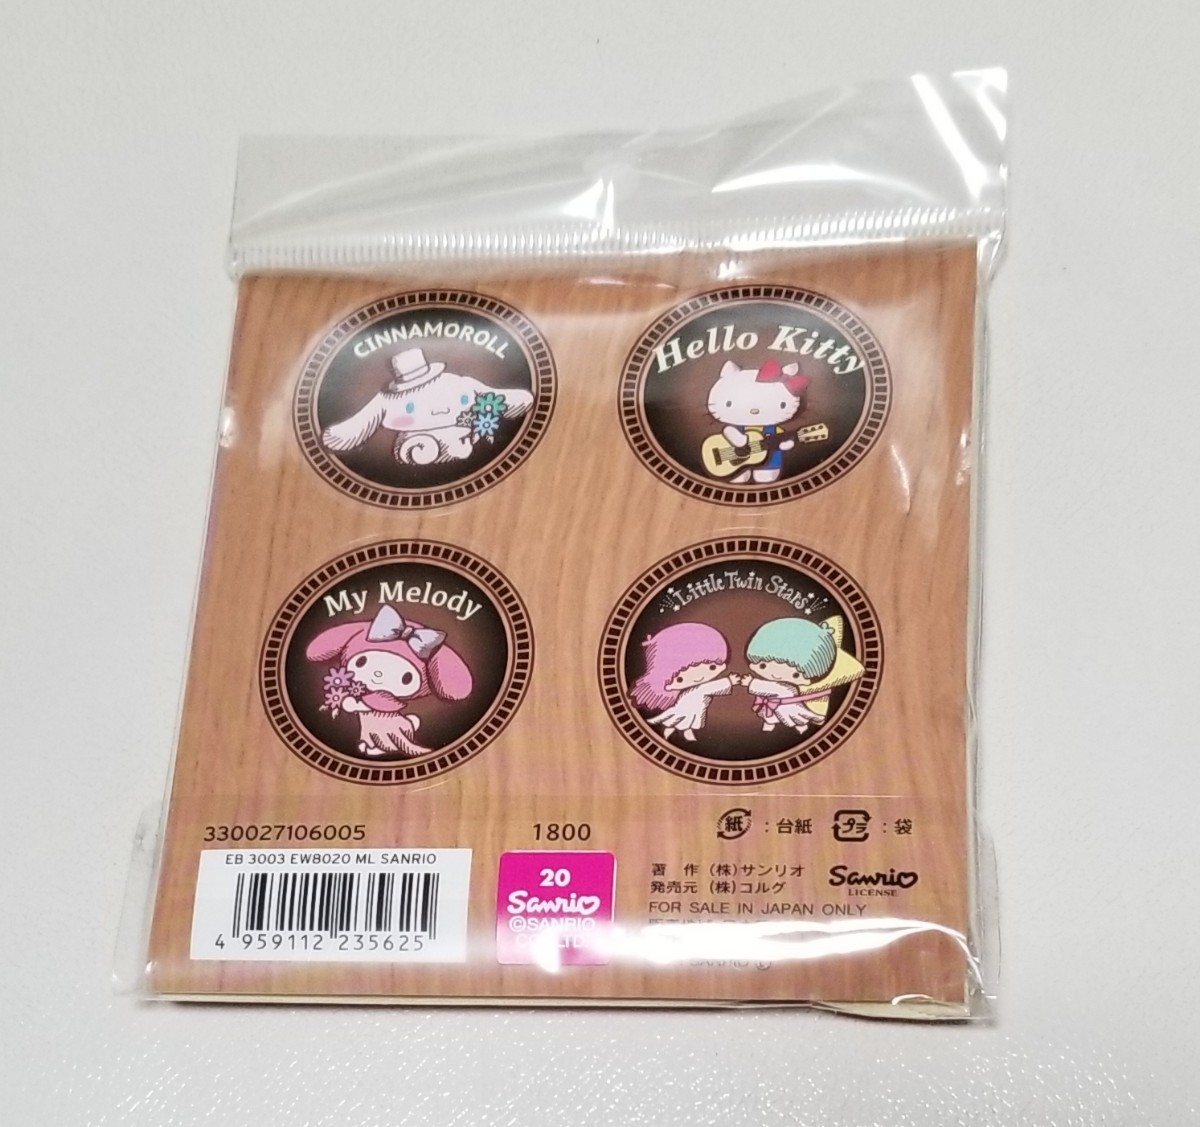 CINNAMOROLL
Hello Kitty
My Melody
Little Twin Stars
330027106005
1800
紙 : 台紙
プラ : 袋
EB 3003 EW8020 ML SANRIO
4 959112 235625
20
Sanrio
©SANRIO
CO., LTD.
著 作 (株)サンリオ
発売元 (株)コルグ
Sanrio
LICENSE
FOR SALE IN JAPAN ONLY